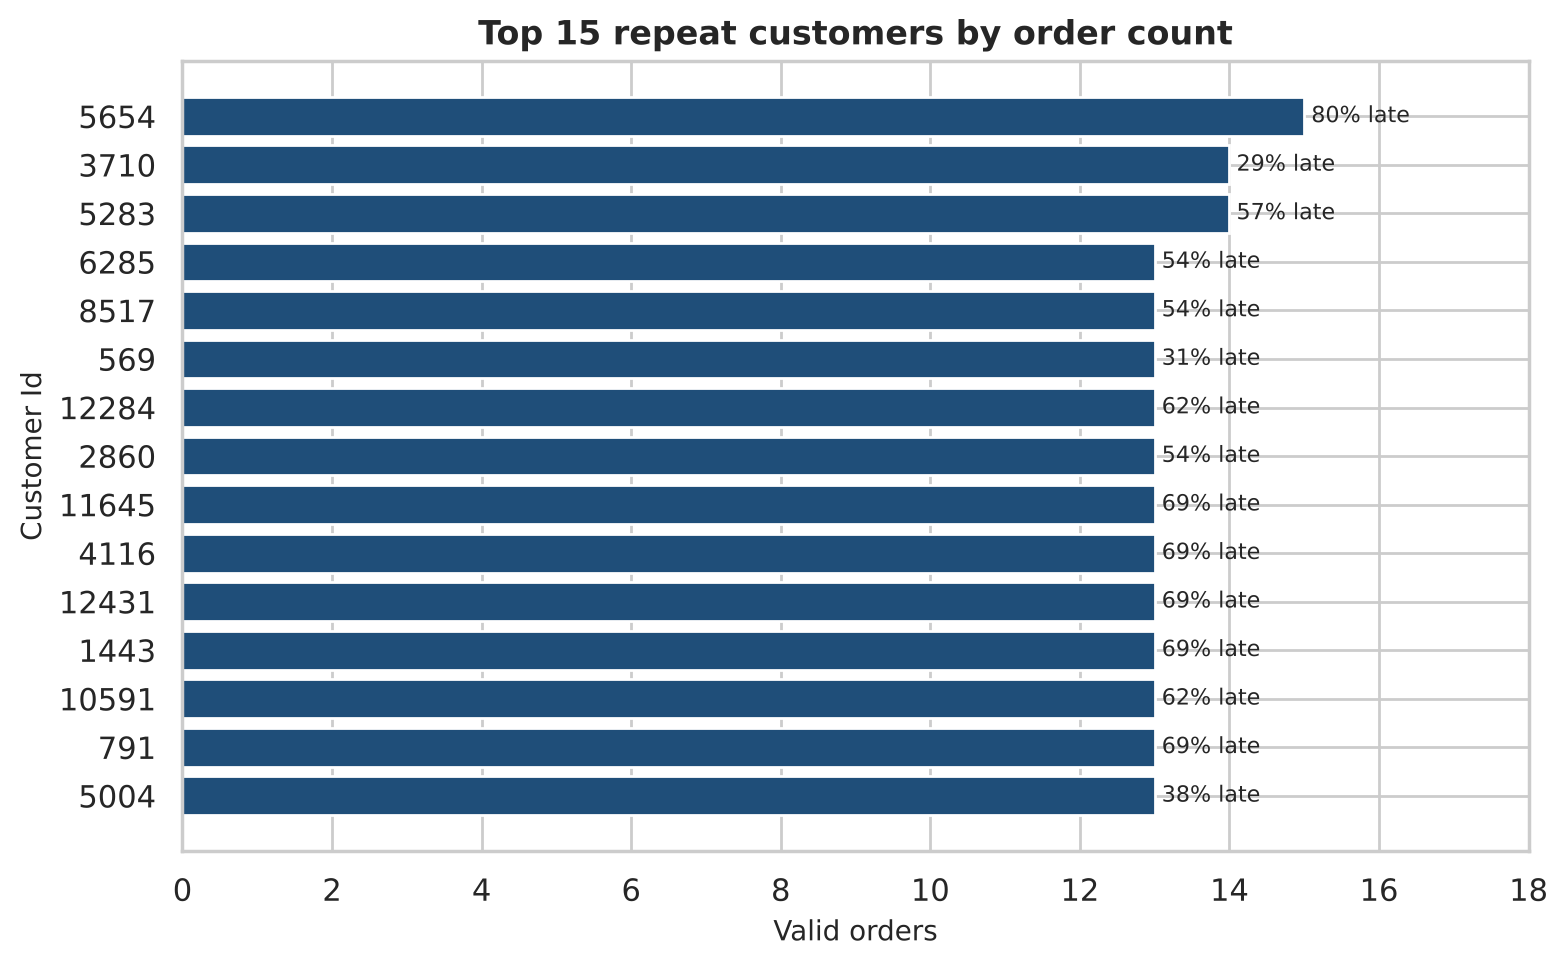 Top 15 repeat customers by order count
Customer Id
5654 80% late
3710 29% late
5283 57% late
6285 54% late
8517 54% late
569 31% late
12284 62% late
2860 54% late
11645 69% late
4116 69% late
12431 69% late
1443 69% late
10591 62% late
791 69% late
5004 38% late
0 2 4 6 8 10 12 14 16 18
Valid orders